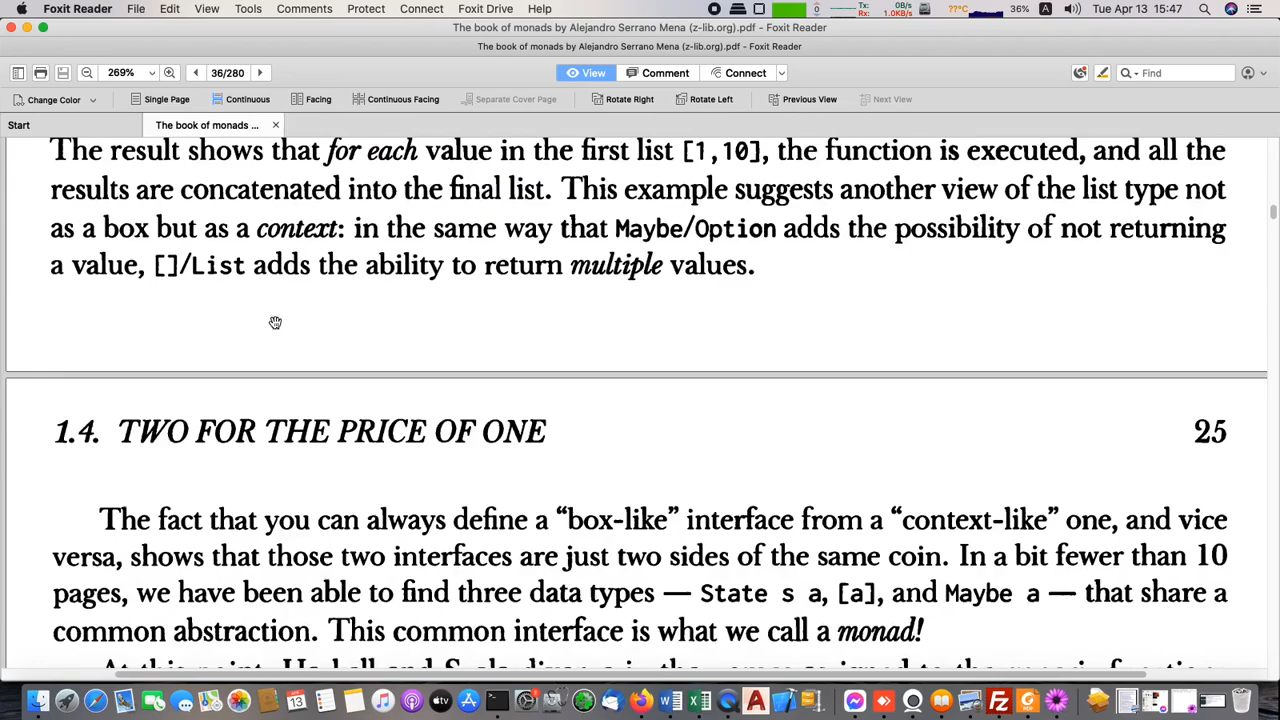 Foxit Reader File Edit View Tools Comments Protect Connect Foxit Drive Help 0 Tx: 0B/s Rx: 1.0KB/s ??°C 36% A Tue Apr 13 15:47
The book of monads by Alejandro Serrano Mena (z-lib.org).pdf - Foxit Reader
The book of monads by Alejandro Serrano Mena (z-lib.org).pdf - Foxit Reader
269% 36/280 View Comment Connect Find
Change Color Single Page Continuous Facing Continuous Facing Separate Cover Page Rotate Right Rotate Left Previous View Next View
Start The book of monads ...
The result shows that for each value in the first list [1,10], the function is executed, and all the
results are concatenated into the final list. This example suggests another view of the list type not
as a box but as a context: in the same way that Maybe/Option adds the possibility of not returning
a value, []/List adds the ability to return multiple values.
1.4. TWO FOR THE PRICE OF ONE 25
The fact that you can always define a “box-like” interface from a “context-like” one, and vice
versa, shows that those two interfaces are just two sides of the same coin. In a bit fewer than 10
pages, we have been able to find three data types — State s a, [a], and Maybe a — that share a
common abstraction. This common interface is what we call a monad!